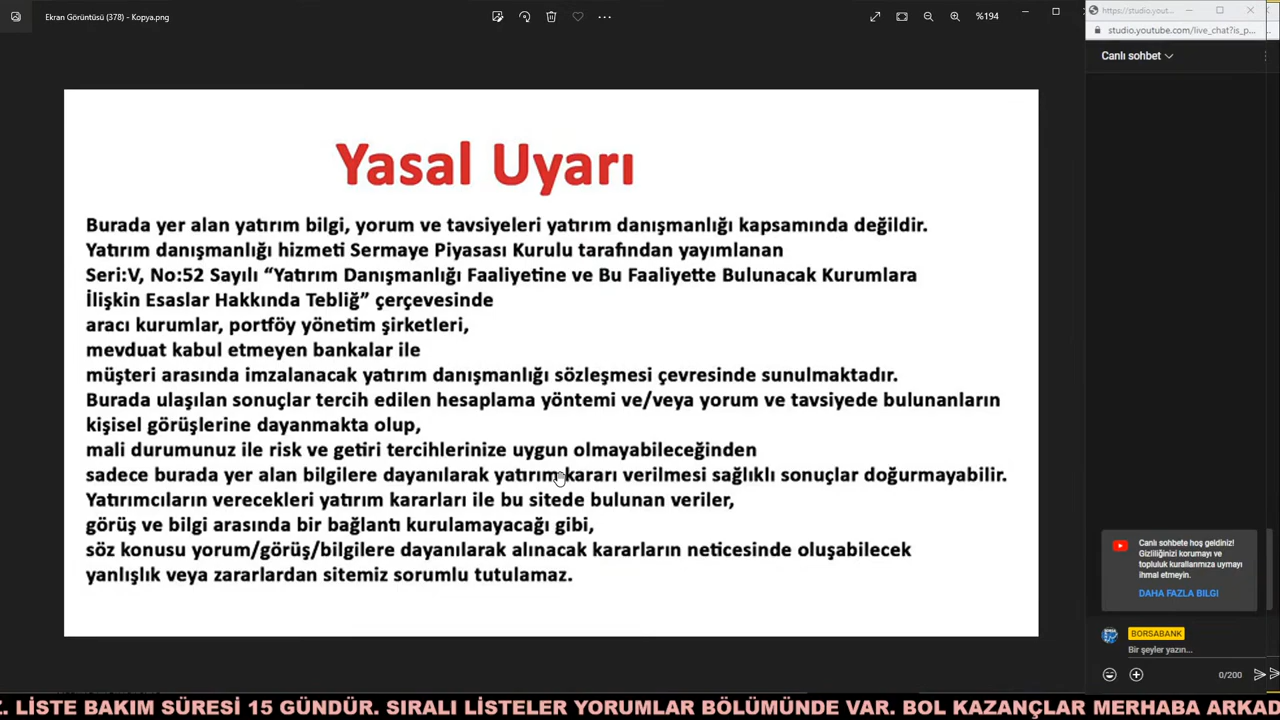 Ekran Görüntüsü (378) - Kopya.png
%194
https://studio.yout...
studio.youtube.com/live_chat?is_p...
Canlı sohbet
Yasal Uyarı
Burada yer alan yatırım bilgi, yorum ve tavsiyeleri yatırım danışmanlığı kapsamında değildir.
Yatırım danışmanlığı hizmeti Sermaye Piyasası Kurulu tarafından yayımlanan
Seri:V, No:52 Sayılı “Yatırım Danışmanlığı Faaliyetine ve Bu Faaliyette Bulunacak Kurumlara
İlişkin Esaslar Hakkında Tebliğ” çerçevesinde
aracı kurumlar, portföy yönetim şirketleri,
mevduat kabul etmeyen bankalar ile
müşteri arasında imzalanacak yatırım danışmanlığı sözleşmesi çevresinde sunulmaktadır.
Burada ulaşılan sonuçlar tercih edilen hesaplama yöntemi ve/veya yorum ve tavsiyede bulunanların
kişisel görüşlerine dayanmakta olup,
mali durumunuz ile risk ve getiri tercihlerinize uygun olmayabileceğinden
sadece burada yer alan bilgilere dayanılarak yatırım kararı verilmesi sağlıklı sonuçlar doğurmayabilir.
Yatırımcıların verecekleri yatırım kararları ile bu sitede bulunan veriler,
görüş ve bilgi arasında bir bağlantı kurulamayacağı gibi,
söz konusu yorum/görüş/bilgilere dayanılarak alınacak kararların neticesinde oluşabilecek
yanlışlık veya zararlardan sitemiz sorumlu tutulamaz.
Canlı sohbete hoş geldiniz!
Gizliliğinizi korumayı ve
topluluk kurallarımıza uymayı
ihmal etmeyin.
DAHA FAZLA BILGI
BORSABANK
Bir şeyler yazın...
0/200
Z. LİSTE BAKIM SÜRESİ 15 GÜNDÜR. SIRALI LİSTELER YORUMLAR BÖLÜMÜNDE VAR. BOL KAZANÇLAR MERHABA ARKAD